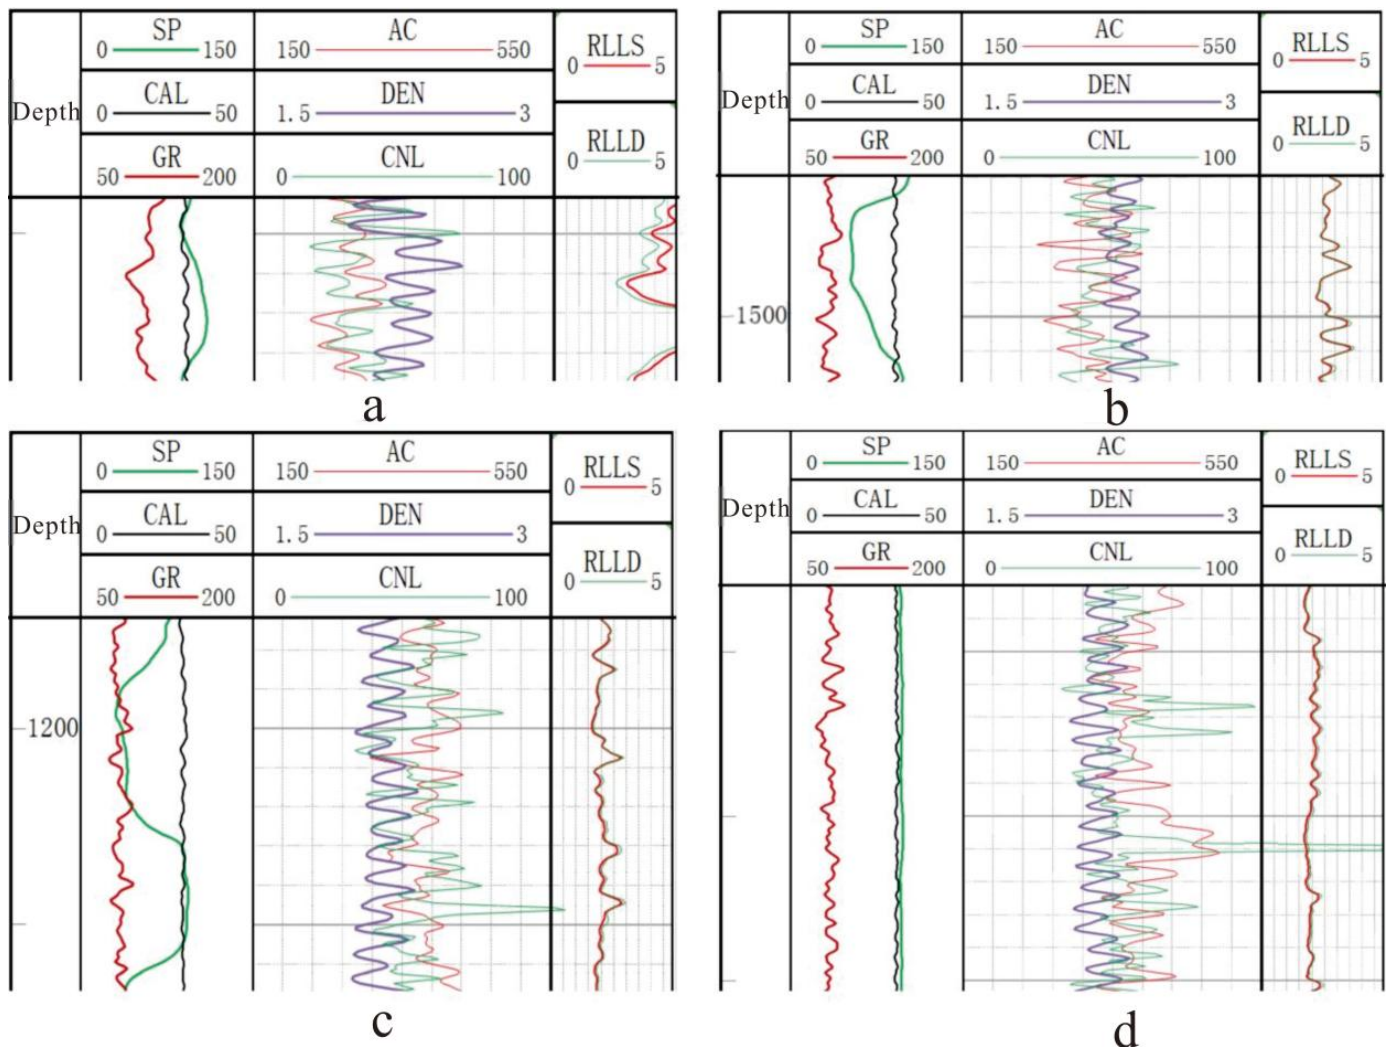 Depth
SP
0 150
CAL
0 50
GR
50 200
AC
150 550
DEN
1.5 3
CNL
0 100
RLLS
0 5
RLLD
0 5
a
Depth
SP
0 150
CAL
0 50
GR
50 200
AC
150 550
DEN
1.5 3
CNL
0 100
RLLS
0 5
RLLD
0 5
1500
b
Depth
SP
0 150
CAL
0 50
GR
50 200
AC
150 550
DEN
1.5 3
CNL
0 100
RLLS
0 5
RLLD
0 5
1200
c
Depth
SP
0 150
CAL
0 50
GR
50 200
AC
150 550
DEN
1.5 3
CNL
0 100
RLLS
0 5
RLLD
0 5
d